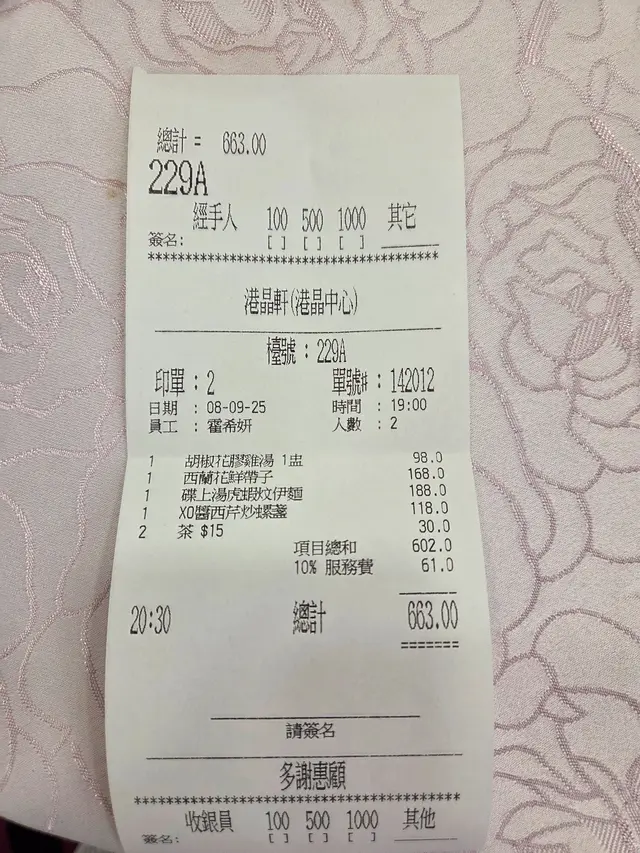 總計 = 663.00
229A
經手人 100 500 1000 其它
簽名: [ ] [ ] [ ] ______
****************************************
港晶軒(港晶中心)
檯號 : 229A
印單 : 2 單號# : 142012
日期 : 08-09-25 時間 : 19:00
員工 : 霍希妍 人數 : 2
1 胡椒花膠雞湯 1盅 98.0
1 西蘭花鮮帶子 168.0
1 碟上湯虎蝦炆伊麵 188.0
1 XO醬西芹炒螺盞 118.0
2 茶 $15 30.0
項目總和 602.0
10% 服務費 61.0
20:30 總計 663.00
=======
請簽名
多謝惠顧
****************************************
收銀員 100 500 1000 其他
簽名: [ ] [ ] [ ] ______